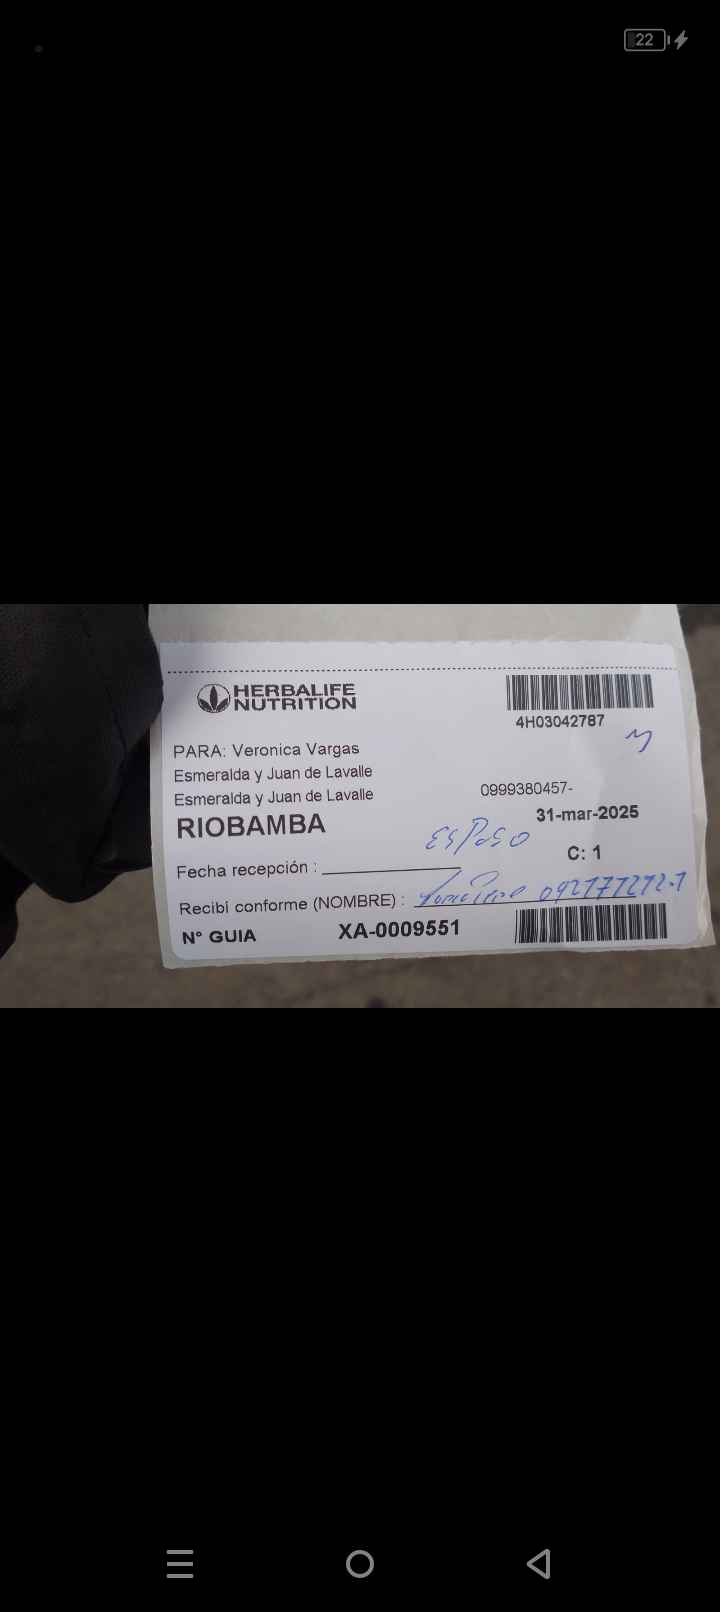 22
HERBALIFE
NUTRITION
4H03042787
PARA: Veronica Vargas
Esmeralda y Juan de Lavalle
Esmeralda y Juan de Lavalle
0999380457-
RIOBAMBA
31-mar-2025
Esposo
C: 1
Fecha recepción :
Recibí conforme (NOMBRE) :
N° GUIA XA-0009551